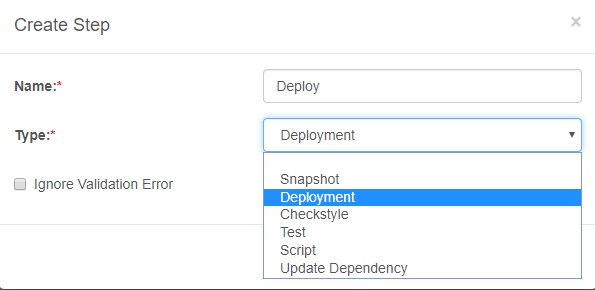 Create Step ×
Name:* Deploy
Type:* Deployment
Snapshot
Ignore Validation Error Deployment
Checkstyle
Test
Script
Update Dependency